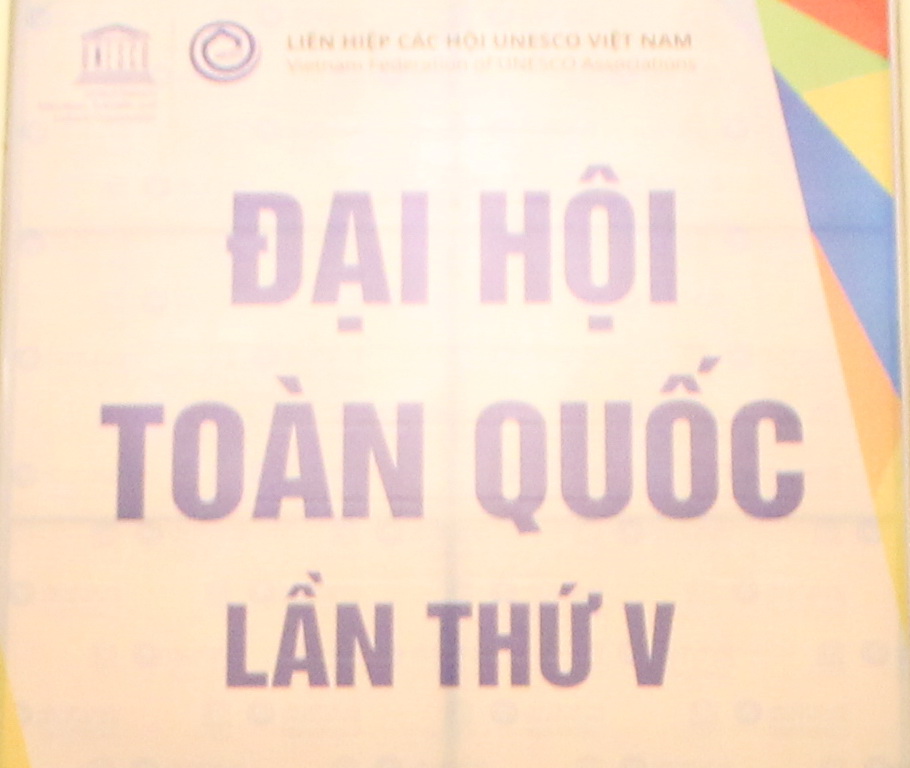 LIÊN HIỆP CÁC HỘI UNESCO VIỆT NAM
Vietnam Federation of UNESCO Associations
ĐẠI HỘI
TOÀN QUỐC
LẦN THỨ V